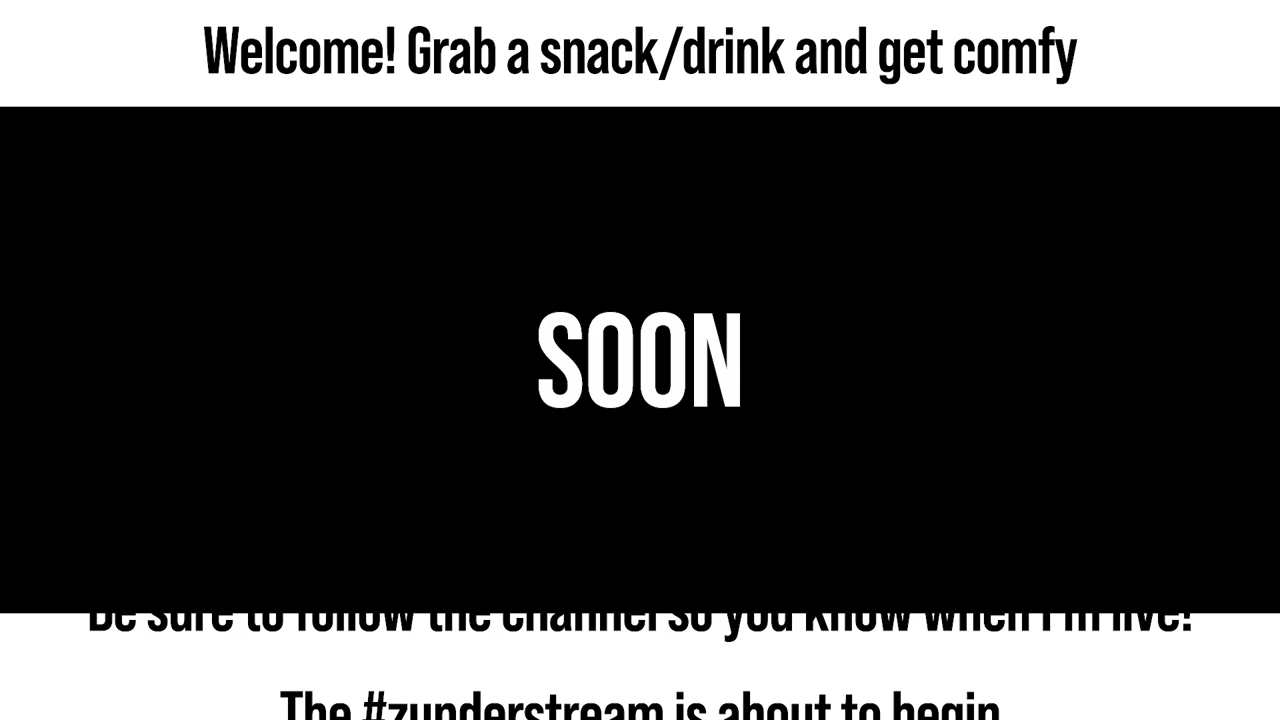 Welcome! Grab a snack/drink and get comfy
SOON
Be sure to follow the channel so you know when I'm live!
The #zunderstream is about to begin